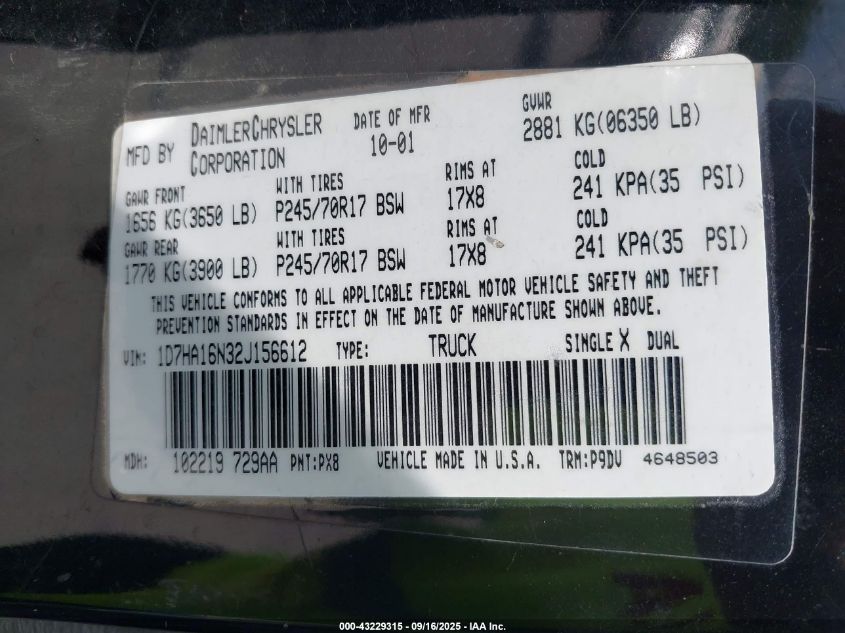 MFD BY DAIMLERCHRYSLER CORPORATION DATE OF MFR 10-01 GVWR 2881 KG(06350 LB)
GAWR FRONT WITH TIRES RIMS AT COLD
1656 KG(3650 LB) P245/70R17 BSW 17X8 241 KPA(35 PSI)
GAWR REAR WITH TIRES RIMS AT COLD
1770 KG(3900 LB) P245/70R17 BSW 17X8 241 KPA(35 PSI)
THIS VEHICLE CONFORMS TO ALL APPLICABLE FEDERAL MOTOR VEHICLE SAFETY AND THEFT
PREVENTION STANDARDS IN EFFECT ON THE DATE OF MANUFACTURE SHOWN ABOVE.
VIN: 1D7HA16N32J156612 TYPE: TRUCK SINGLE X DUAL
MDH: 102219 729AA PNT:PX8 VEHICLE MADE IN U.S.A. TRM:P9DV 4648503
000-43229315 - 09/16/2025 - IAA Inc.